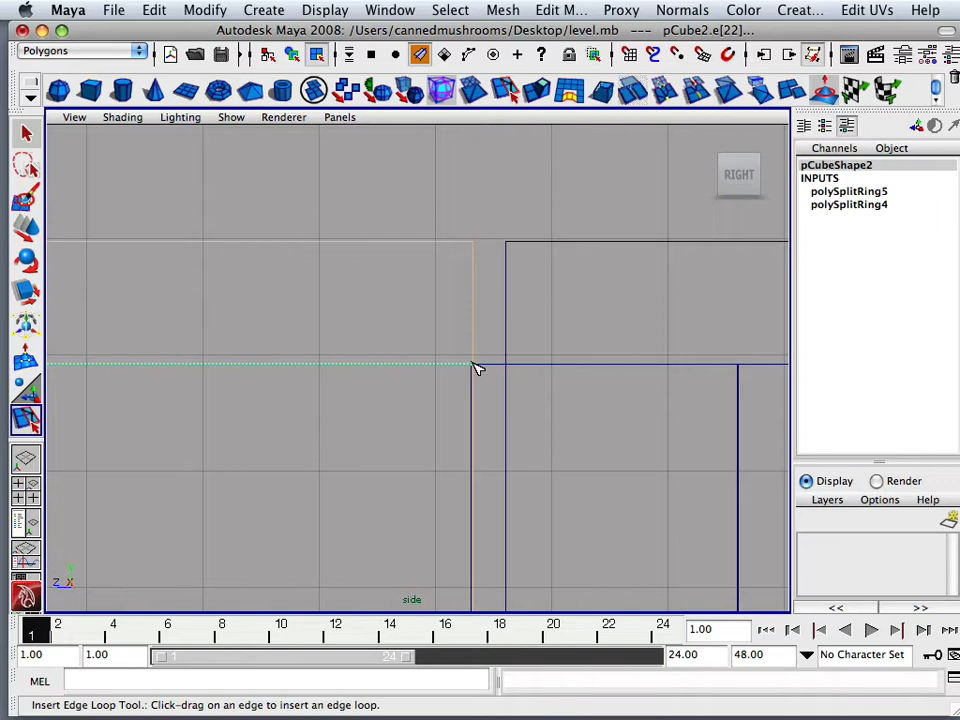 Maya File Edit Modify Create Display Window Select Mesh Edit M... Proxy Normals Color Creat... Edit UVs Help
Autodesk Maya 2008: /Users/cannedmushrooms/Desktop/level.mb --- pCube2.e[22]...
Polygons
View Shading Lighting Show Renderer Panels
Channels Object
pCubeShape2
INPUTS
polySplitRing5
polySplitRing4
RIGHT
Display Render
Layers Options Help
Z X
side
<< >>
1 2 4 6 8 10 12 14 16 18 20 22 24 1.00
1.00 1.00 1 24 24.00 48.00 No Character Set
MEL
Insert Edge Loop Tool.: Click-drag on an edge to insert an edge loop.